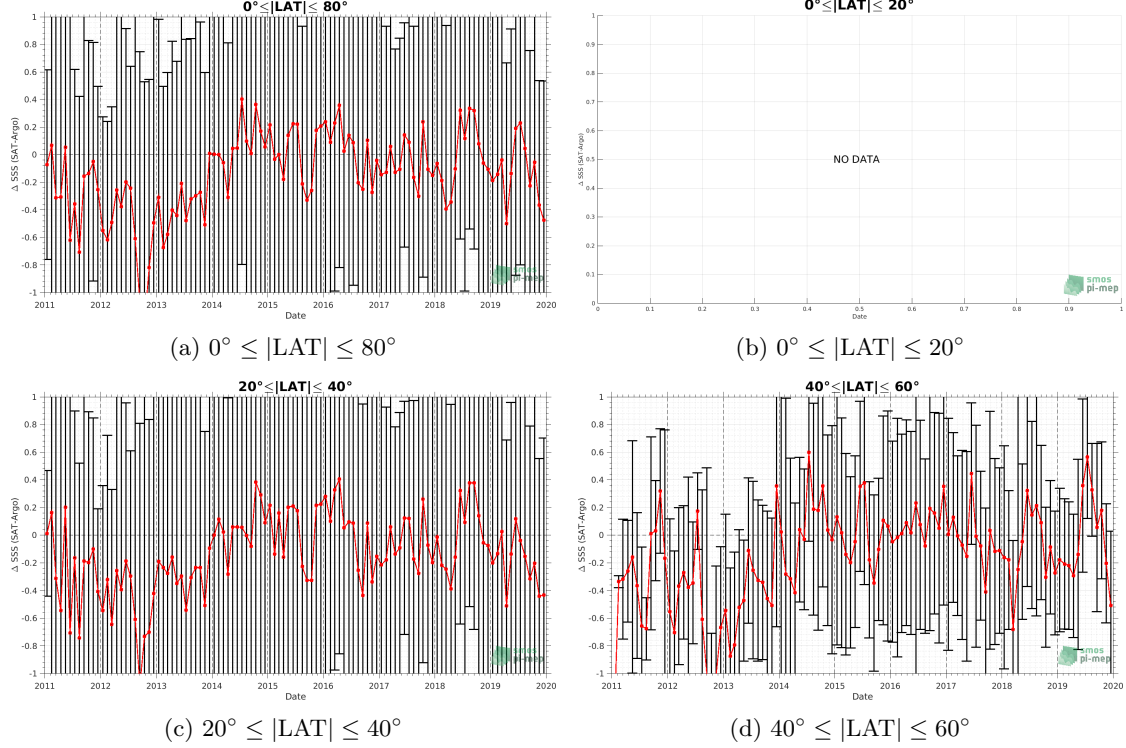 0°≤|LAT|≤ 80°
Δ SSS (SAT-Argo)
1
0.8
0.6
0.4
0.2
0
-0.2
-0.4
-0.6
-0.8
-1
2011 2012 2013 2014 2015 2016 2017 2018 2019 2020
Date
smos
pi-mep
(a) 0° ≤ |LAT| ≤ 80°
0°≤|LAT|≤ 20°
Δ SSS (SAT-Argo)
1
0.9
0.8
0.7
0.6
0.5
0.4
0.3
0.2
0.1
0
NO DATA
0 0.1 0.2 0.3 0.4 0.5 0.6 0.7 0.8 0.9 1
Date
smos
pi-mep
(b) 0° ≤ |LAT| ≤ 20°
20°≤|LAT|≤ 40°
Δ SSS (SAT-Argo)
1
0.8
0.6
0.4
0.2
0
-0.2
-0.4
-0.6
-0.8
-1
2011 2012 2013 2014 2015 2016 2017 2018 2019 2020
Date
smos
pi-mep
(c) 20° ≤ |LAT| ≤ 40°
40°≤|LAT|≤ 60°
Δ SSS (SAT-Argo)
1
0.8
0.6
0.4
0.2
0
-0.2
-0.4
-0.6
-0.8
-1
2011 2012 2013 2014 2015 2016 2017 2018 2019 2020
Date
smos
pi-mep
(d) 40° ≤ |LAT| ≤ 60°